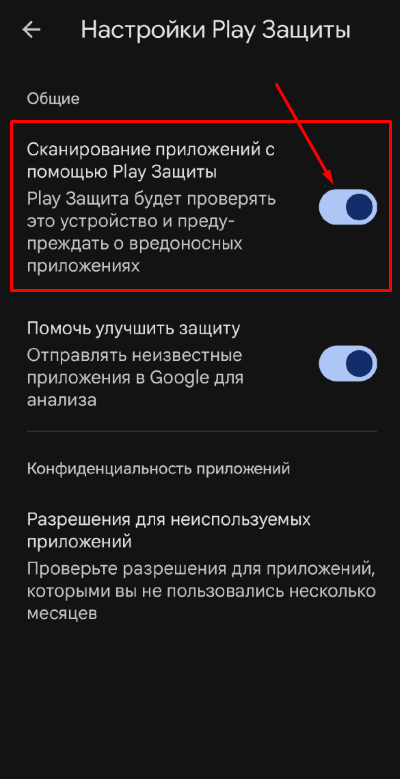 Настройки Play Защиты
Общие
Сканирование приложений с
помощью Play Защиты
Play Защита будет проверять
это устройство и преду-
преждать о вредоносных
приложениях
Помочь улучшить защиту
Отправлять неизвестные
приложения в Google для
анализа
Конфиденциальность приложений
Разрешения для неиспользуемых
приложений
Проверьте разрешения для приложений,
которыми вы не пользовались несколько
месяцев